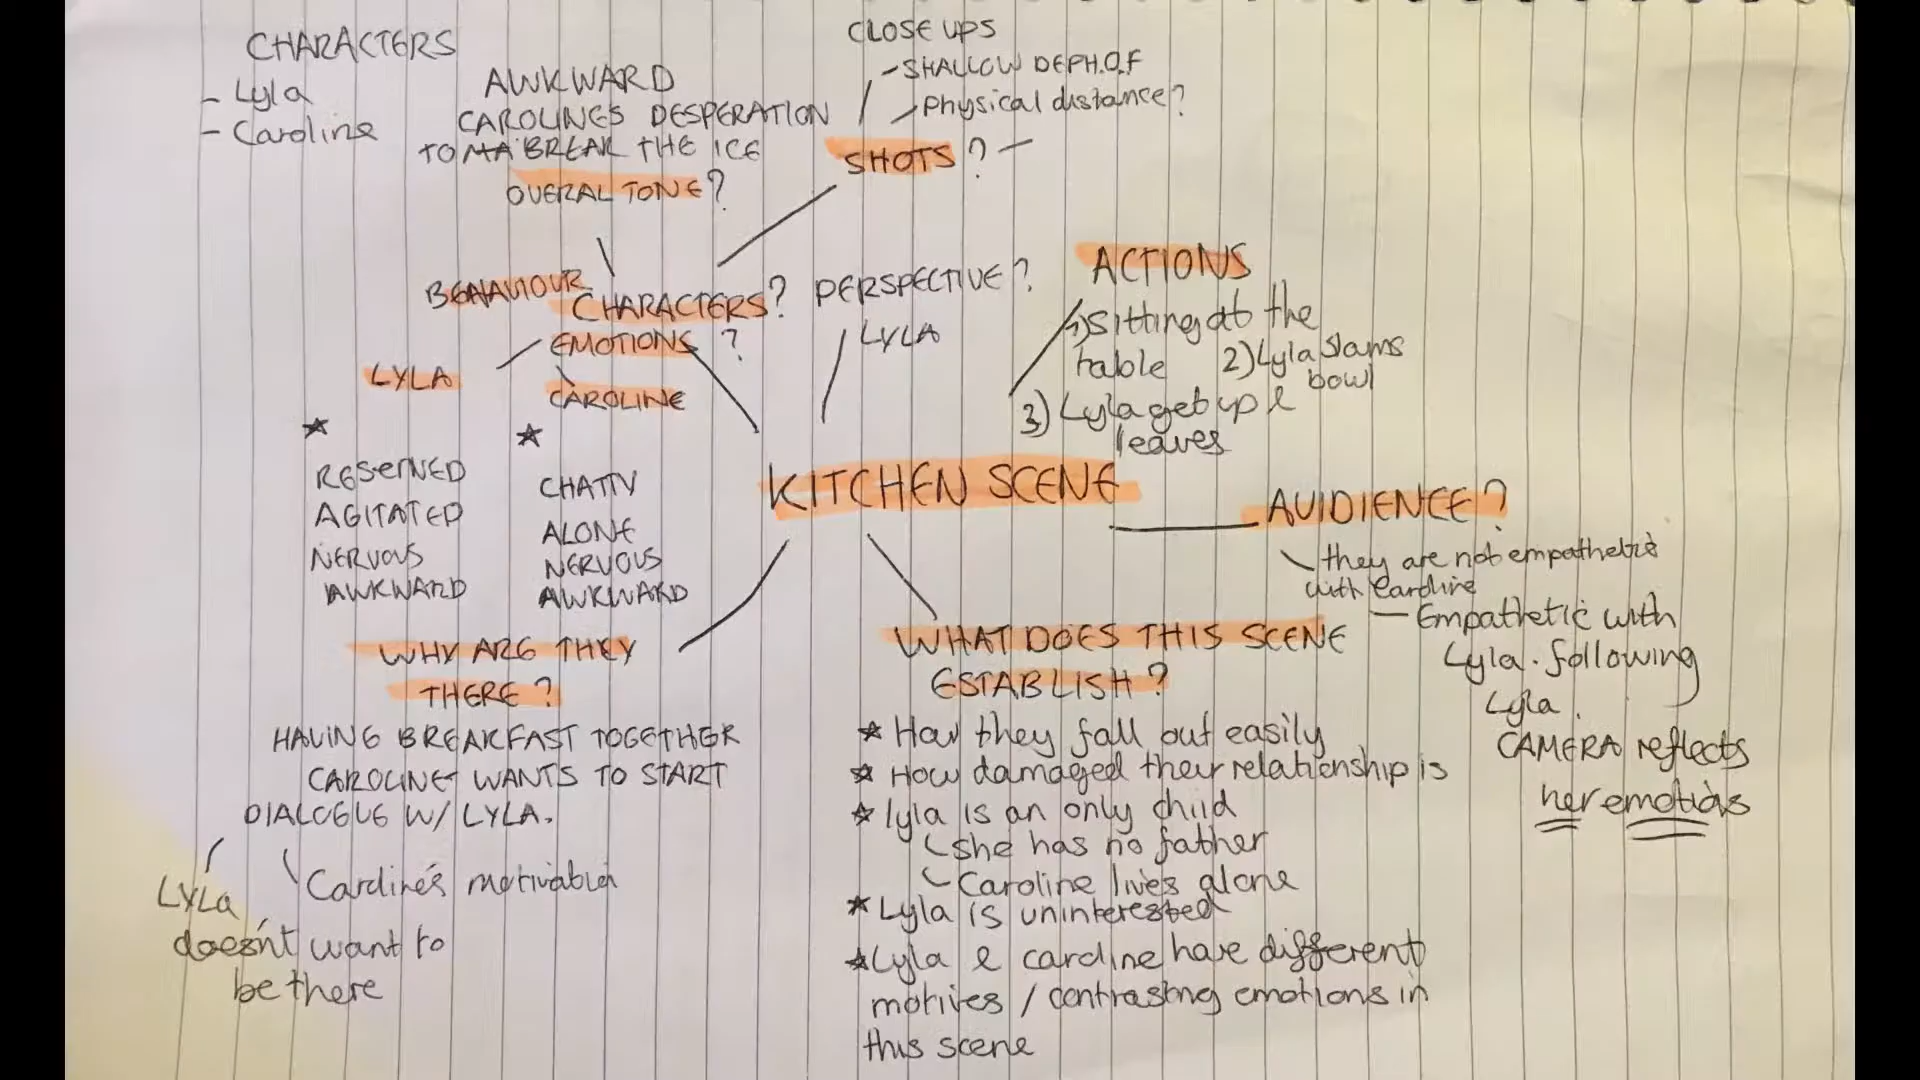 CHARACTERS
- Lyla
- Caroline
AWKWARD
CAROLINE'S DESPERATION
TO BREAK THE ICE
OVERAL TONE?
CLOSE UPS
- SHALLOW DEPH.O.F
- Physical distance?
SHOTS? -
BEHAVIOUR
CHARACTERS?
EMOTIONS ?
LYLA
CAROLINE
RESERVED
AGITATED
NERVOUS
AWKWARD
CHATTY
ALONE
NERVOUS
AWKWARD
PERSPECTIVE?
LYLA
ACTIONS
1) Sitting at the
table
2) Lyla slams
bowl
3) Lyla get up &
leaves
KITCHEN SCENE
AUIDIENCE?
they are not empathetic
with Caroline
- Empathetic with
Lyla. following
Lyla.
CAMERA reflects
her emotions
WHY ARE THEY
THERE?
HAVING BREAKFAST TOGETHER
CAROLINE WANTS TO START
DIALOGUE W/ LYLA.
LYLA
doesn't want to
be there
Caroline's motivation
WHAT DOES THIS SCENE
ESTABLISH?
★ How they fall out easily
★ How damaged their relationship is
★ lyla is an only child
she has no father
Caroline lives alone
★ Lyla is uninterested
★ Lyla & caroline have different
motives / contrasting emotions in
this scene